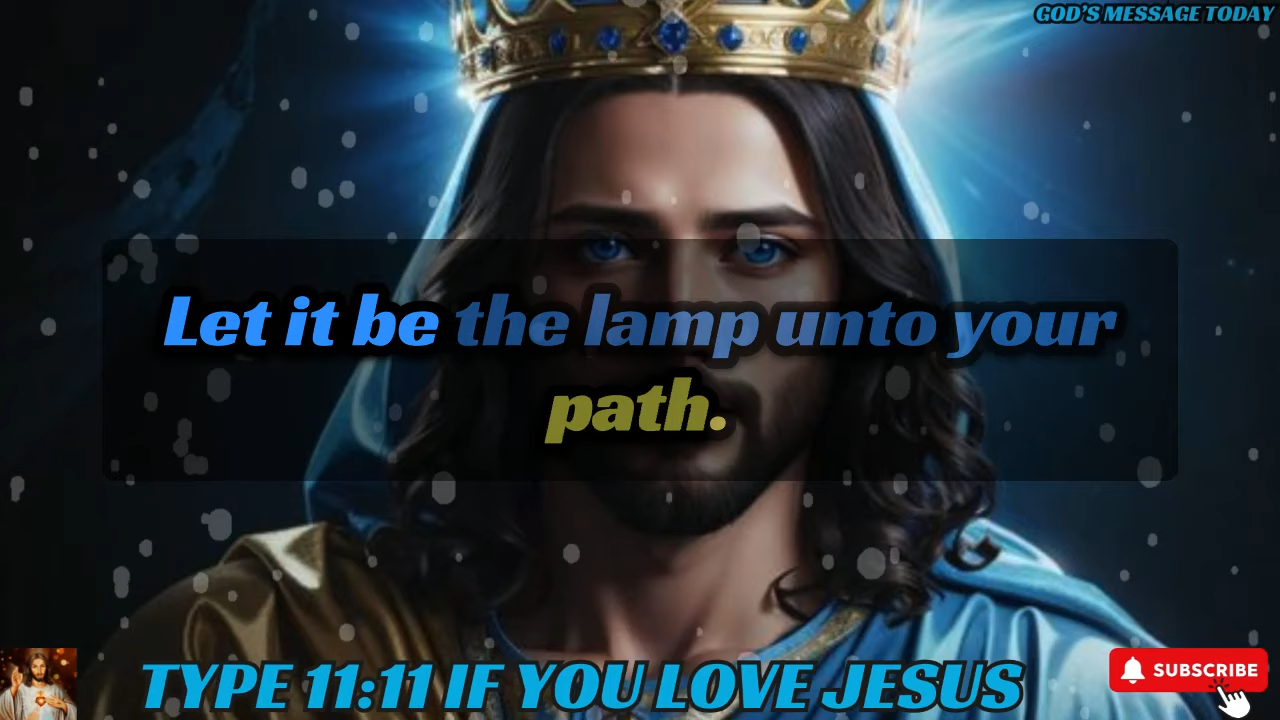 GOD'S MESSAGE TODAY
Let it be the lamp unto your
path.
TYPE 11:11 IF YOU LOVE JESUS
SUBSCRIBE